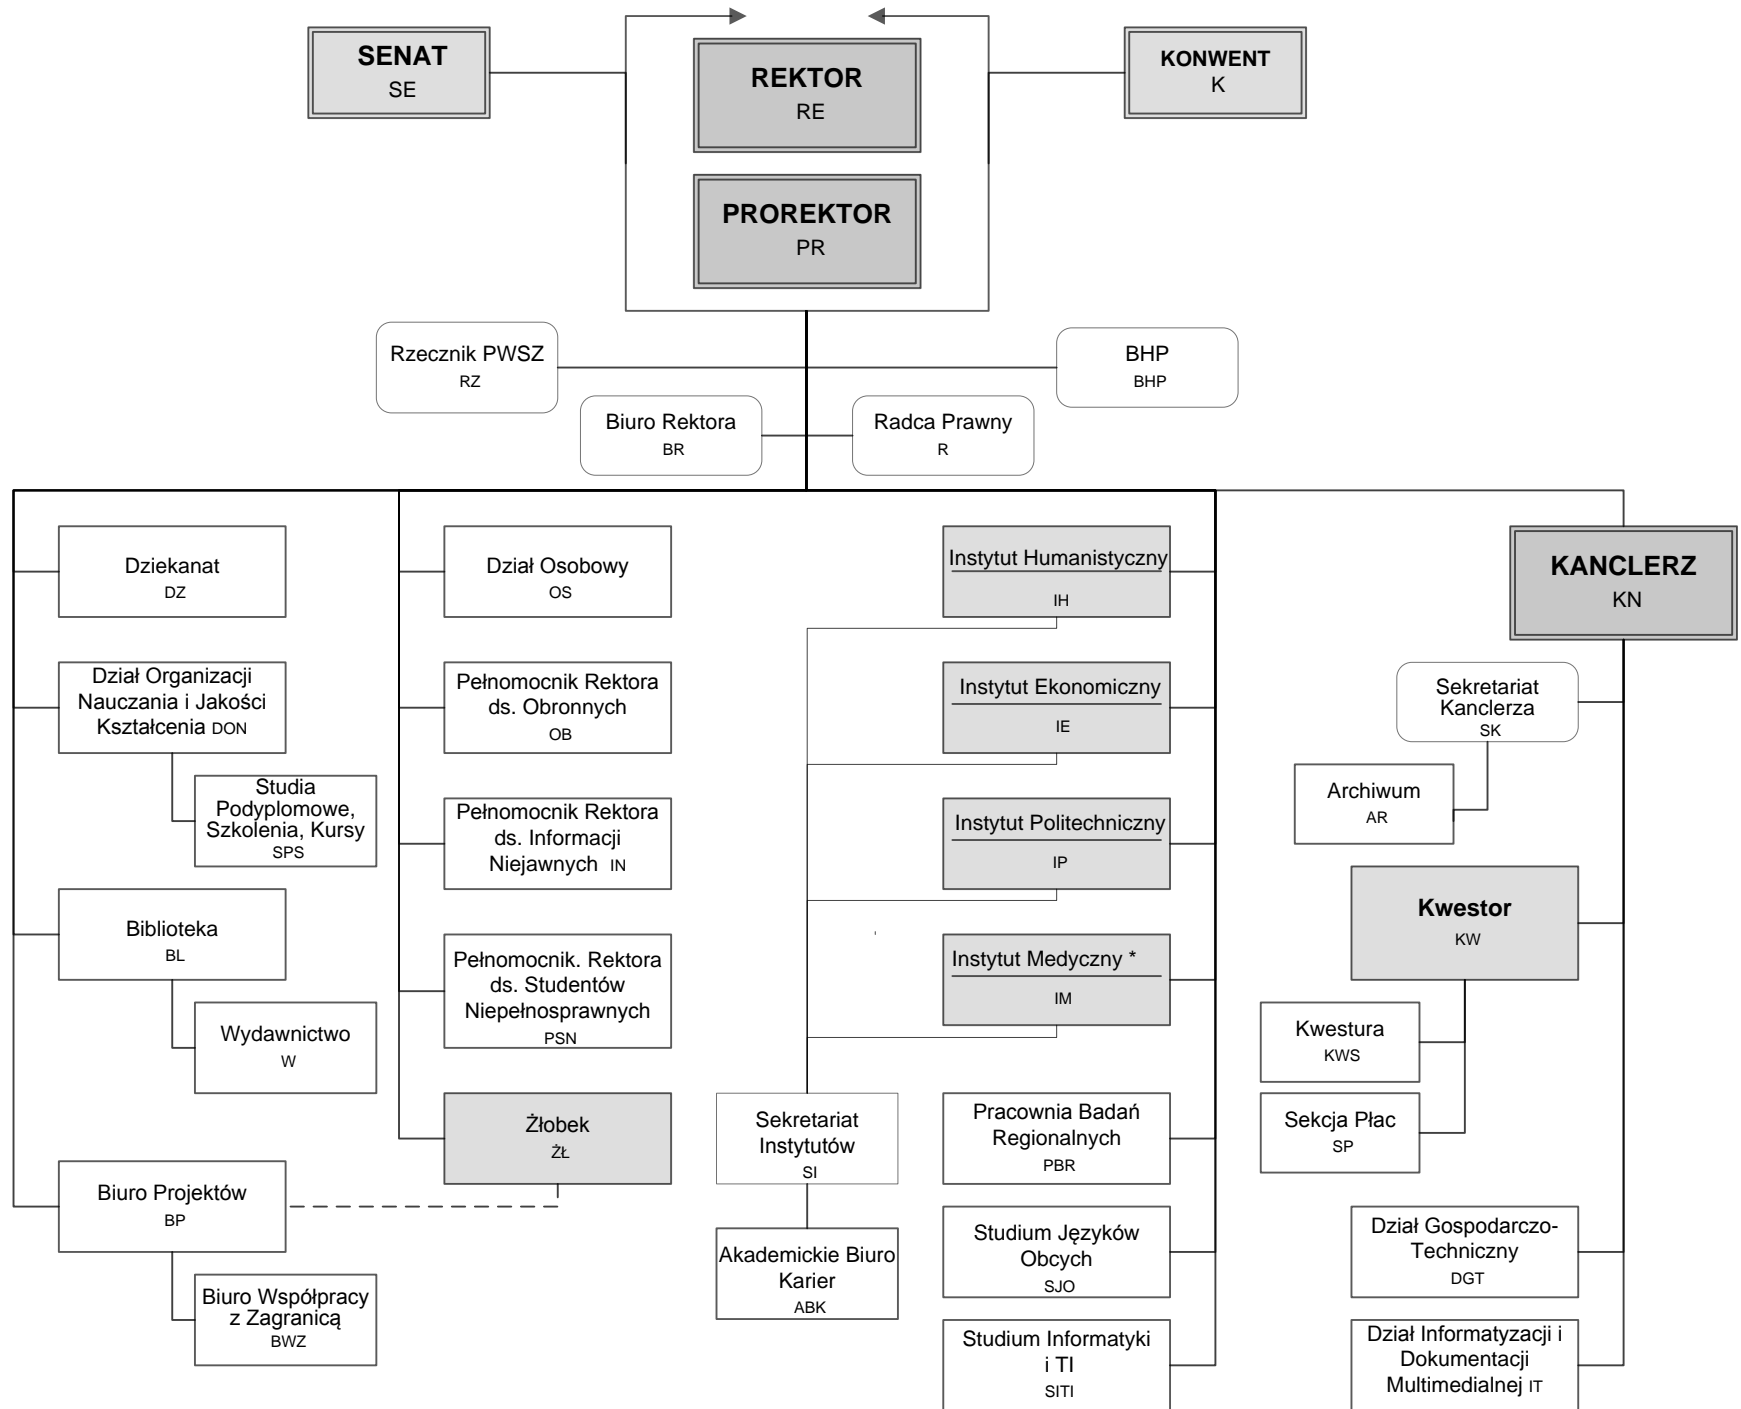 SENAT
SE
REKTOR
RE
KONWENT
K
PROREKTOR
PR
Rzecznik PWSZ
RZ
BHP
BHP
Biuro Rektora
BR
Radca Prawny
R
Dziekanat
DZ
Dział Organizacji
Nauczania i Jakości
Kształcenia DON
Studia
Podyplomowe,
Szkolenia, Kursy
SPS
Biblioteka
BL
Wydawnictwo
W
Biuro Projektów
BP
Biuro Współpracy
z Zagranicą
BWZ
Dział Osobowy
OS
Pełnomocnik Rektora
ds. Obronnych
OB
Pełnomocnik Rektora
ds. Informacji
Niejawnych IN
Pełnomocnik. Rektora
ds. Studentów
Niepełnosprawnych
PSN
Żłobek
ŻŁ
Instytut Humanistyczny
IH
Instytut Ekonomiczny
IE
Instytut Politechniczny
IP
Instytut Medyczny *
IM
Sekretariat
Instytutów
SI
Akademickie Biuro
Karier
ABK
Pracownia Badań
Regionalnych
PBR
Studium Języków
Obcych
SJO
Studium Informatyki
i TI
SITI
KANCLERZ
KN
Sekretariat
Kanclerza
SK
Archiwum
AR
Kwestor
KW
Kwestura
KWS
Sekcja Płac
SP
Dział Gospodarczo-
Techniczny
DGT
Dział Informatyzacji i
Dokumentacji
Multimedialnej IT